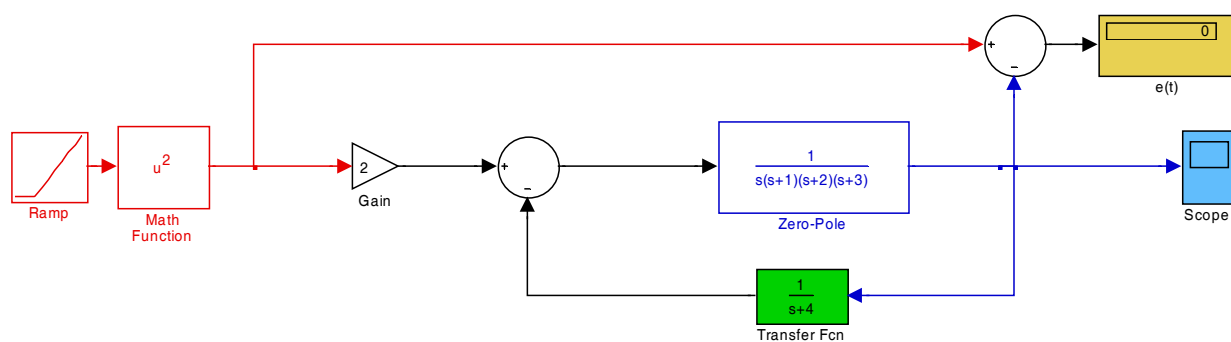 +
−
0
e(t)
u2
Ramp
Math
Function
2
Gain
+
−
1
s(s+1)(s+2)(s+3)
Zero-Pole
Scope
1
s+4
Transfer Fcn